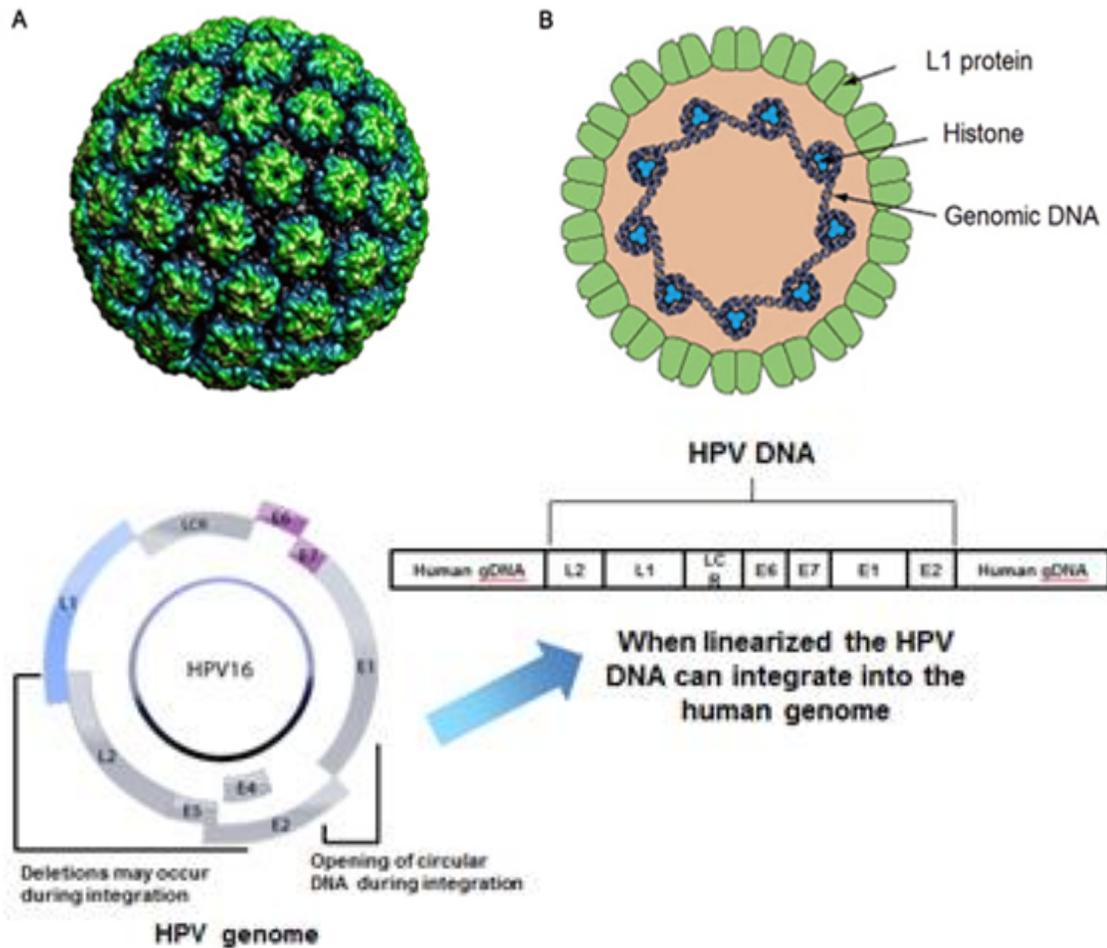 A
B
L1 protein
Histone
Genomic DNA
HPV DNA
Human gDNA
L2
L1
LC
R
E6
E7
E1
E2
Human gDNA
LCR
E6
E7
L1
HPV16
E1
L2
E4
E5
E2
When linearized the HPV
DNA can integrate into the
human genome
Deletions may occur
during integration
Opening of circular
DNA during integration
HPV genome